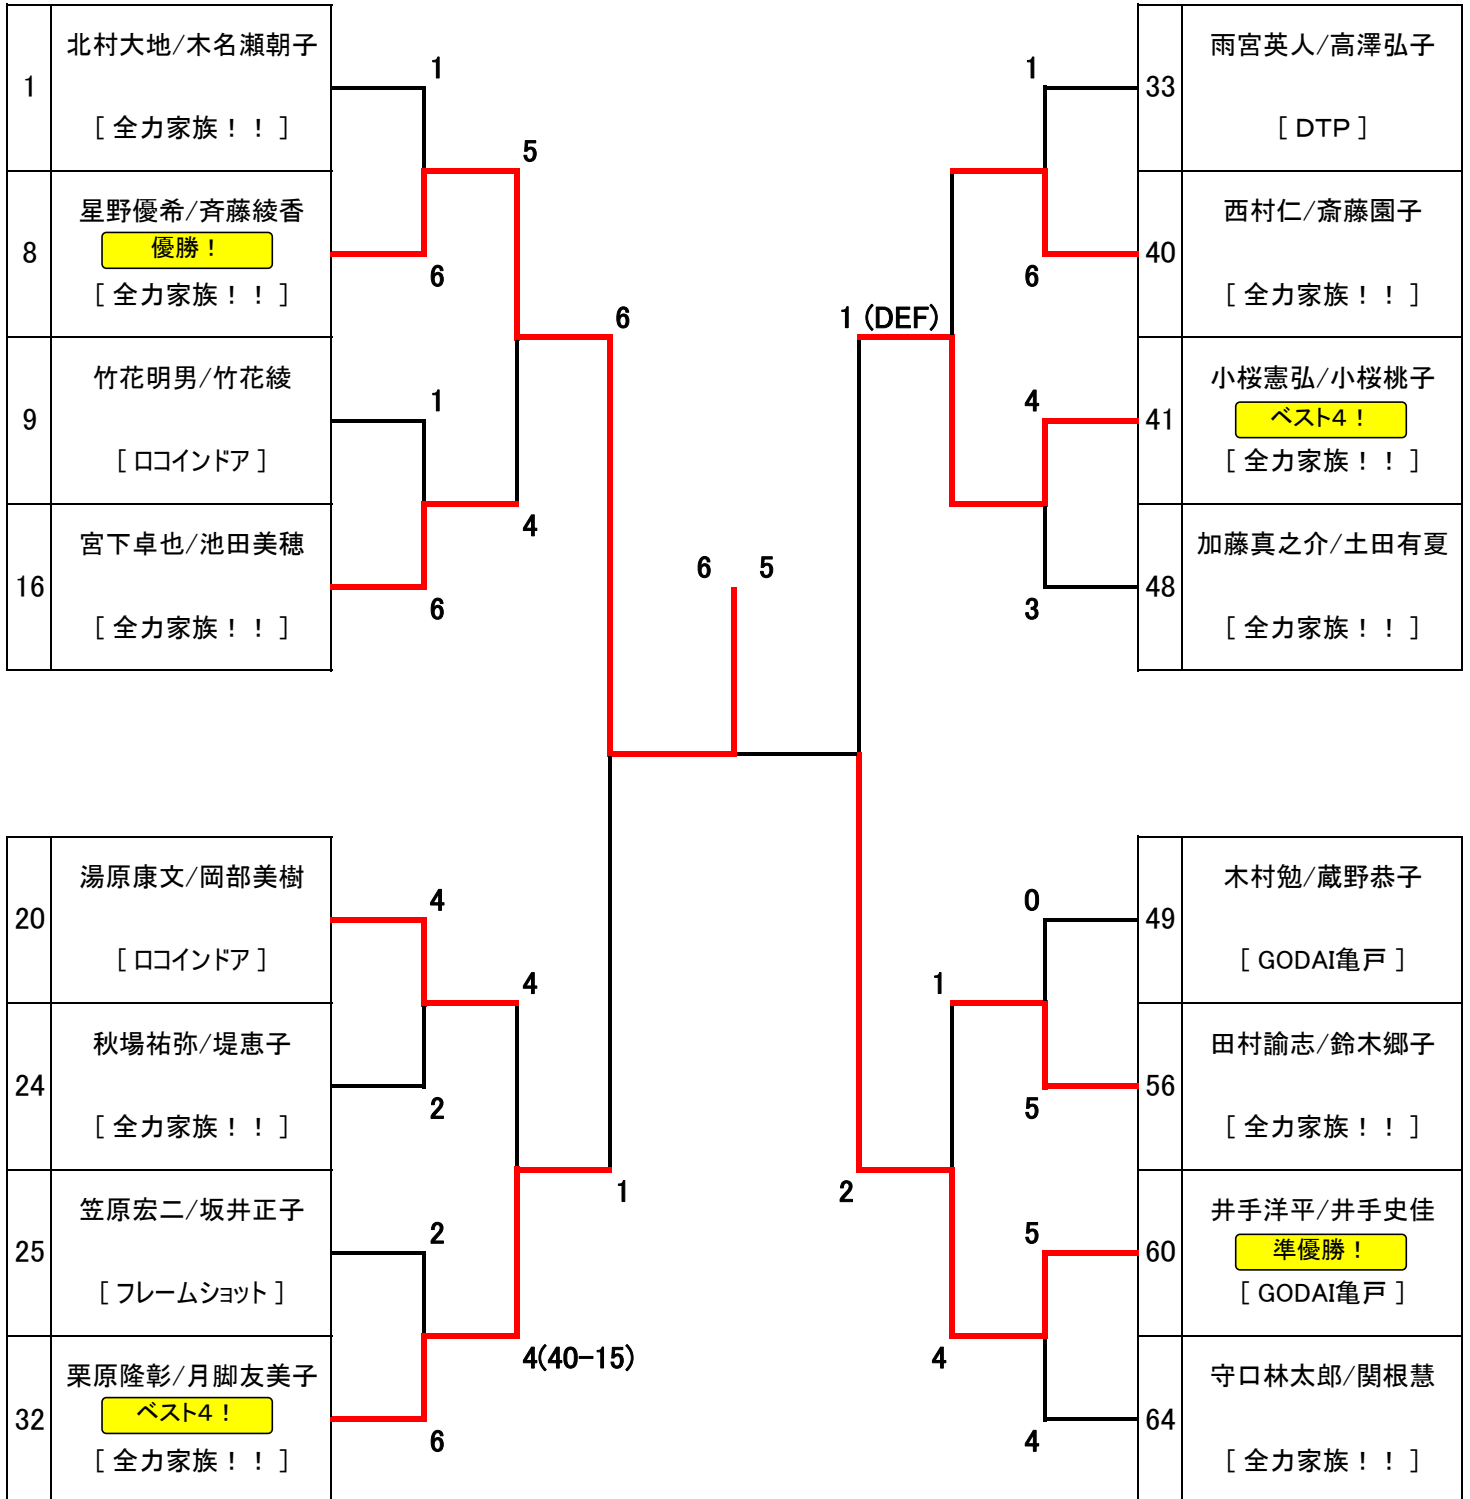 1
北村大地/木名瀬朝子
[ 全力家族！！ ]
8
星野優希/斉藤綾香
優勝！
[ 全力家族！！ ]
9
竹花明男/竹花綾
[ ロコインドア ]
16
宮下卓也/池田美穂
[ 全力家族！！ ]
20
湯原康文/岡部美樹
[ ロコインドア ]
24
秋場祐弥/堤恵子
[ 全力家族！！ ]
25
笠原宏二/坂井正子
[ フレームショット ]
32
栗原隆彰/月脚友美子
ベスト4！
[ 全力家族！！ ]
1
6
1
6
4
2
2
6
5
4
4
4(40-15)
6
1
6 5
1 (DEF)
2
1
4
1
6
4
3
0
5
5
4
33
雨宮英人/高澤弘子
[ DTP ]
40
西村仁/斎藤園子
[ 全力家族！！ ]
41
小桜憲弘/小桜桃子
ベスト4！
[ 全力家族！！ ]
48
加藤真之介/土田有夏
[ 全力家族！！ ]
49
木村勉/蔵野恭子
[ GODAI亀戸 ]
56
田村諭志/鈴木郷子
[ 全力家族！！ ]
60
井手洋平/井手史佳
準優勝！
[ GODAI亀戸 ]
64
守口林太郎/関根慧
[ 全力家族！！ ]